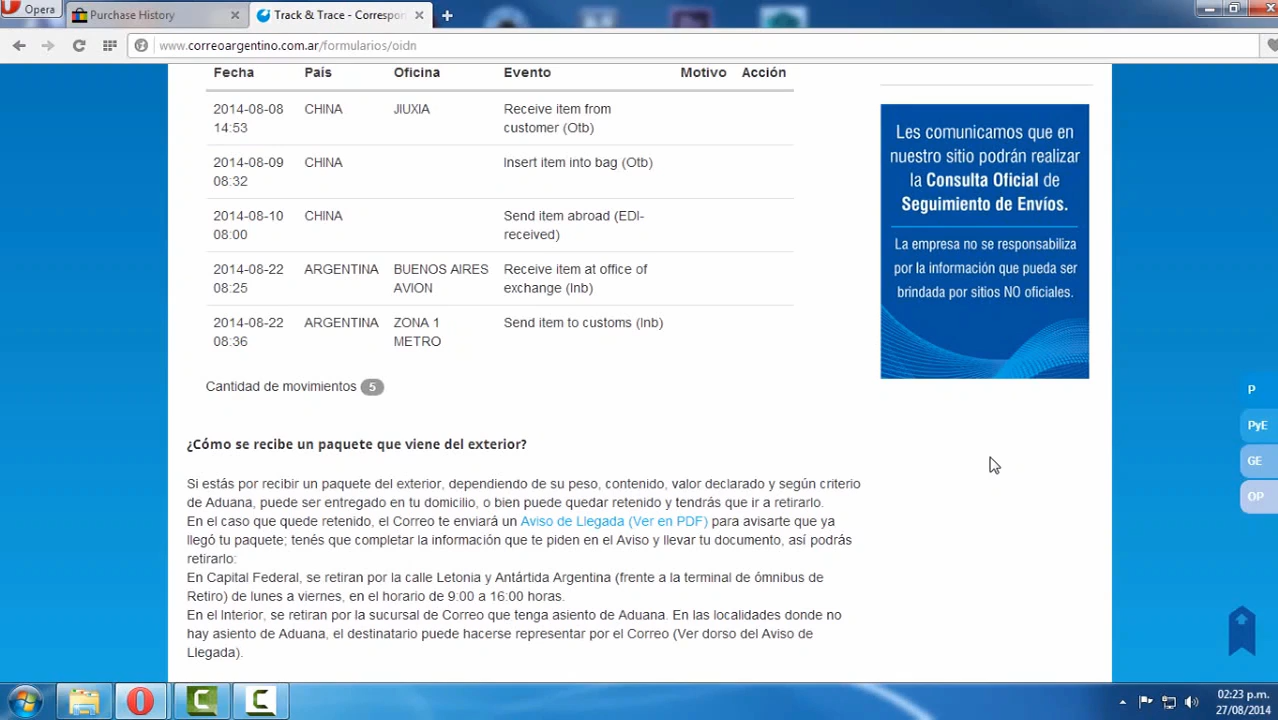 Opera
Purchase History
Track & Trace - Correspon
www.correoargentino.com.ar/formularios/oidn
Fecha País Oficina Evento Motivo Acción
2014-08-08 CHINA JIUXIA Receive item from
14:53 customer (Otb)
2014-08-09 CHINA Insert item into bag (Otb)
08:32
2014-08-10 CHINA Send item abroad (EDI-
08:00 received)
2014-08-22 ARGENTINA BUENOS AIRES Receive item at office of
08:25 AVION exchange (Inb)
2014-08-22 ARGENTINA ZONA 1 Send item to customs (Inb)
08:36 METRO
Cantidad de movimientos 5
Les comunicamos que en
nuestro sitio podrán realizar
la Consulta Oficial de
Seguimiento de Envíos.
La empresa no se responsabiliza
por la información que pueda ser
brindada por sitios NO oficiales.
P
PyE
GE
OP
¿Cómo se recibe un paquete que viene del exterior?
Si estás por recibir un paquete del exterior, dependiendo de su peso, contenido, valor declarado y según criterio
de Aduana, puede ser entregado en tu domicilio, o bien puede quedar retenido y tendrás que ir a retirarlo.
En el caso que quede retenido, el Correo te enviará un Aviso de Llegada (Ver en PDF) para avisarte que ya
llegó tu paquete; tenés que completar la información que te piden en el Aviso y llevar tu documento, así podrás
retirarlo:
En Capital Federal, se retiran por la calle Letonia y Antártida Argentina (frente a la terminal de ómnibus de
Retiro) de lunes a viernes, en el horario de 9:00 a 16:00 horas.
En el Interior, se retiran por la sucursal de Correo que tenga asiento de Aduana. En las localidades donde no
hay asiento de Aduana, el destinatario puede hacerse representar por el Correo (Ver dorso del Aviso de
Llegada).
02:23 p.m.
27/08/2014